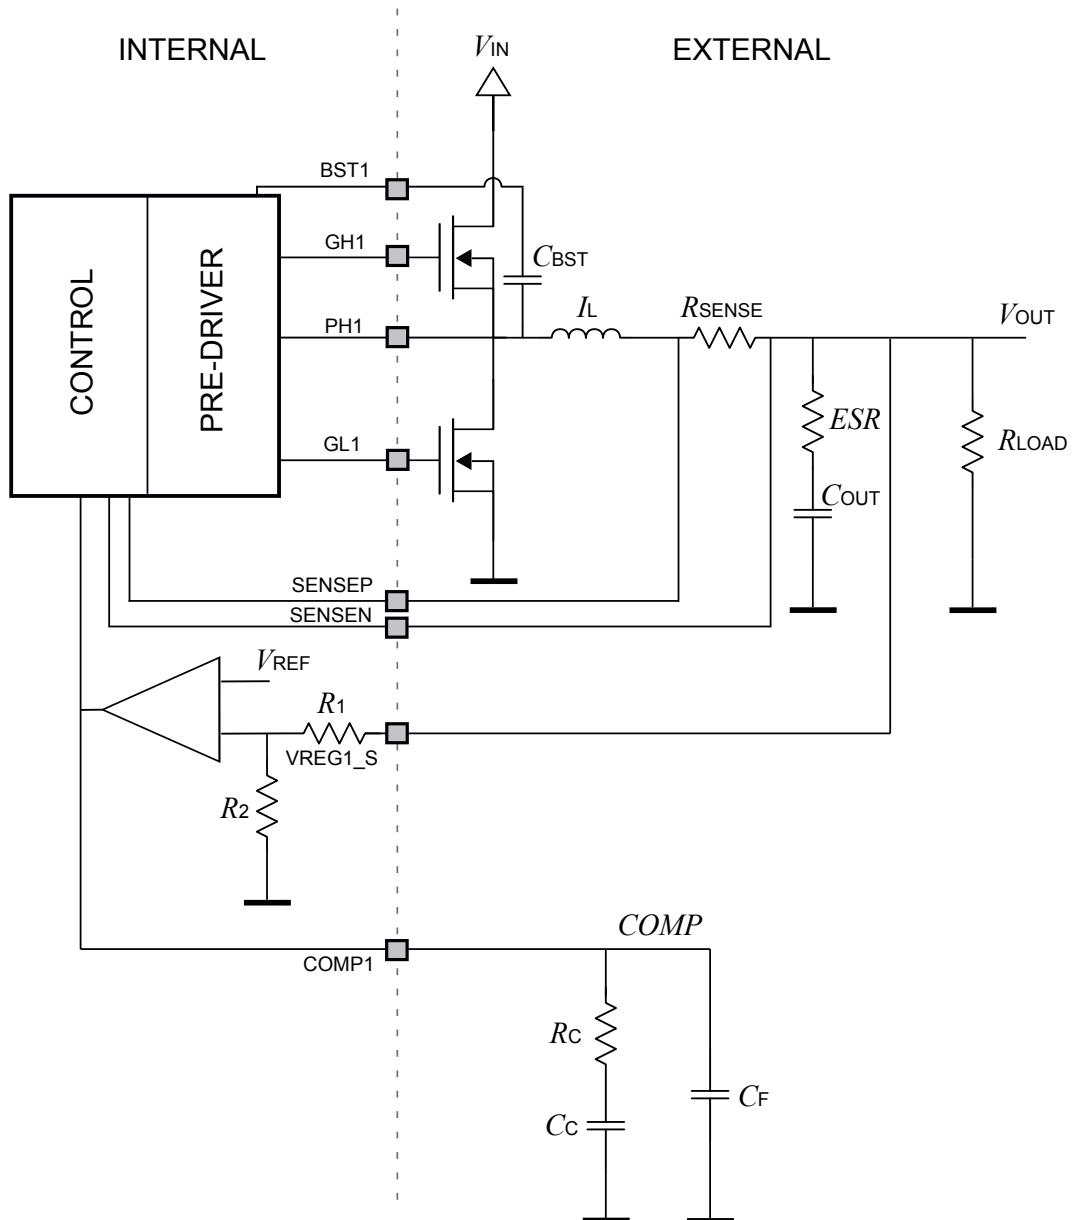 INTERNAL
EXTERNAL
VIN
BST1
GH1
CBST
PH1
IL
RSENSE
VOUT
CONTROL
PRE-DRIVER
GL1
ESR
COUT
RLOAD
SENSEP
SENSEN
VREF
R1
VREG1_S
R2
COMP
COMP1
RC
CC
CF